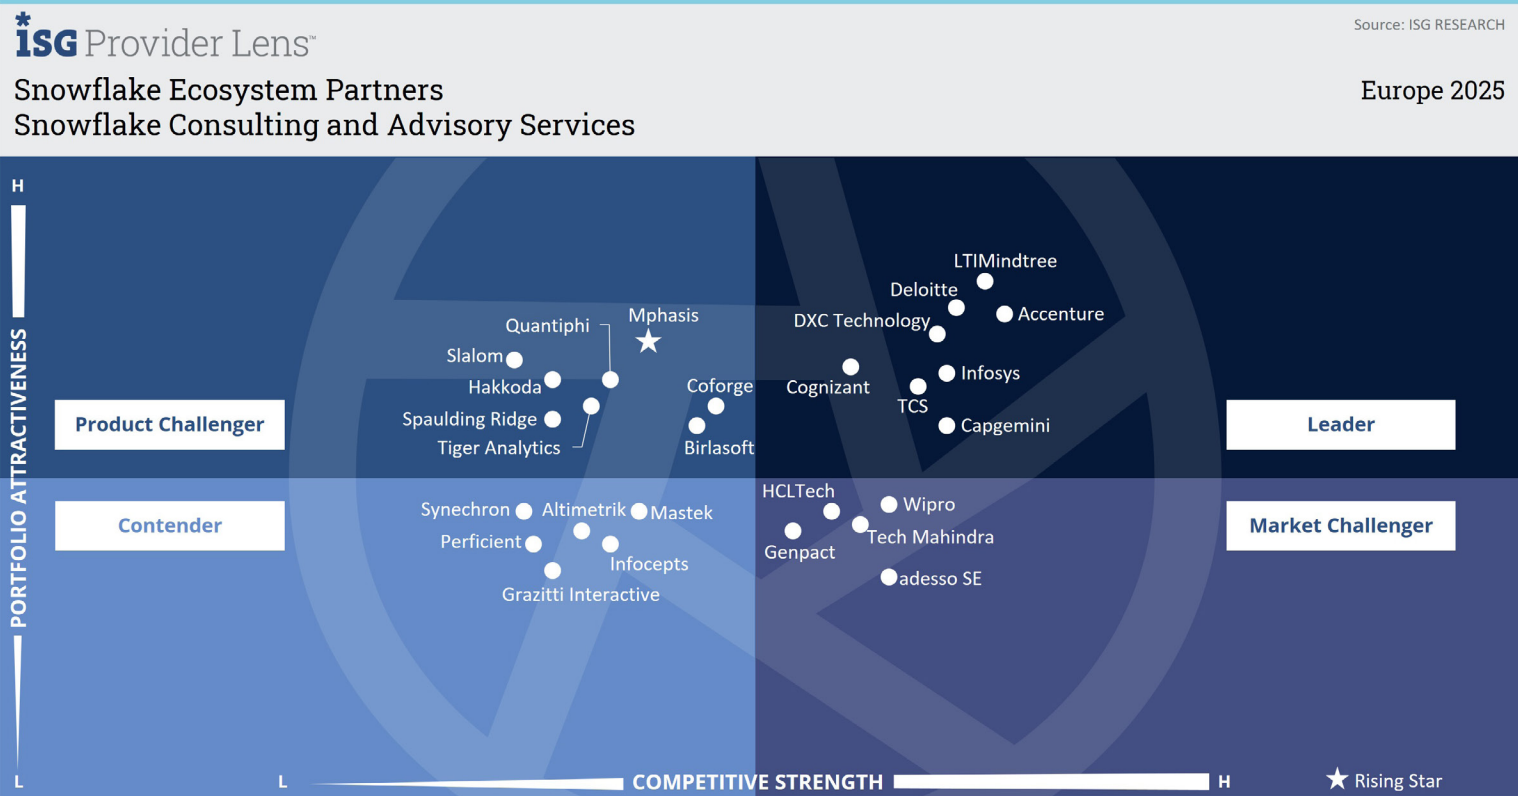 ISG Provider Lens™
Source: ISG RESEARCH
Snowflake Ecosystem Partners
Europe 2025
Snowflake Consulting and Advisory Services
H
PORTFOLIO ATTRACTIVENESS
L
LTIMindtree
Deloitte
Accenture
DXC Technology
Mphasis
Quantiphi
Slalom
Hakkoda
Coforge
Cognizant
Infosys
TCS
Spaulding Ridge
Capgemini
Tiger Analytics
Birlasoft
Product Challenger
Leader
Contender
Market Challenger
Synechron
Altimetrik
Mastek
Perficient
Infocepts
Grazitti Interactive
HCLTech
Wipro
Tech Mahindra
Genpact
adesso SE
L
COMPETITIVE STRENGTH
H
Rising Star